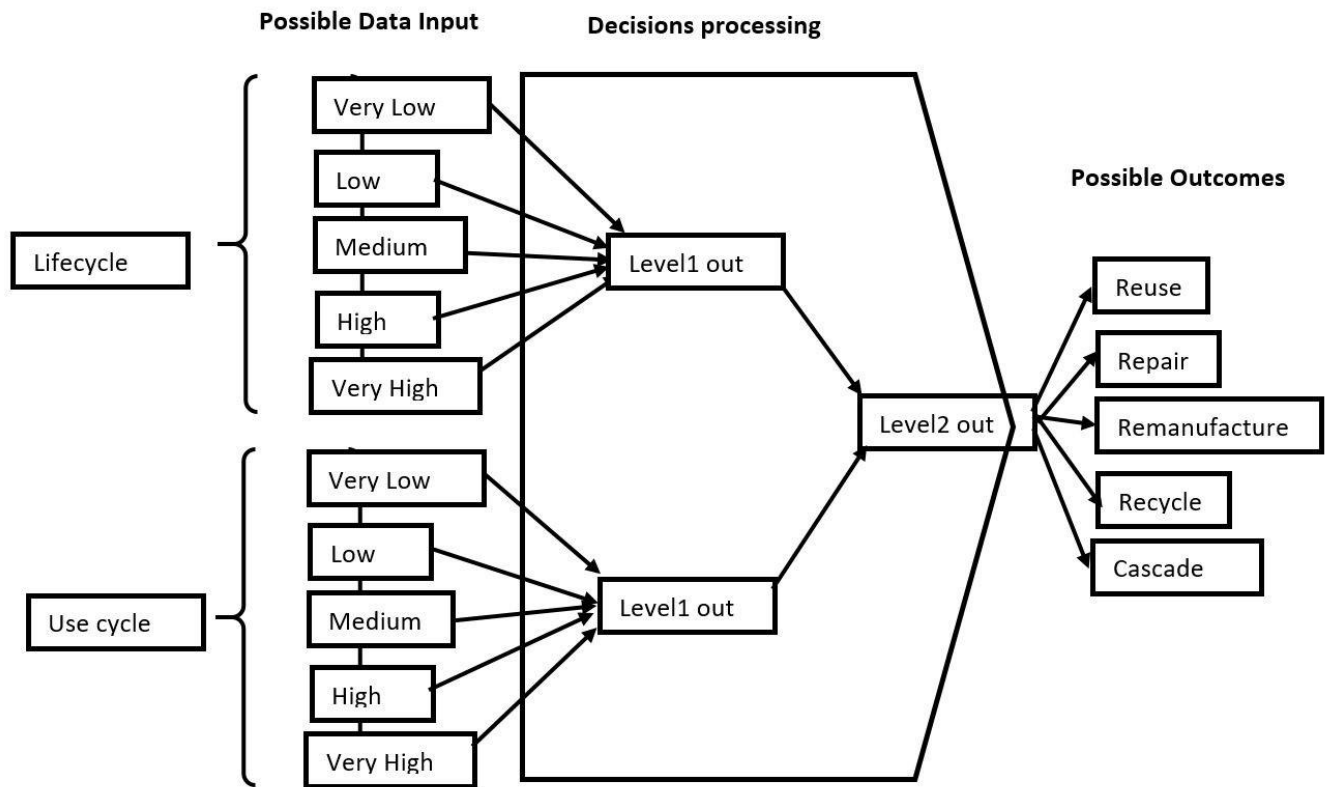 Possible Data Input
Decisions processing
Possible Outcomes
Lifecycle
Very Low
Low
Medium
High
Very High
Level1 out
Use cycle
Very Low
Low
Medium
High
Very High
Level1 out
Level2 out
Reuse
Repair
Remanufacture
Recycle
Cascade